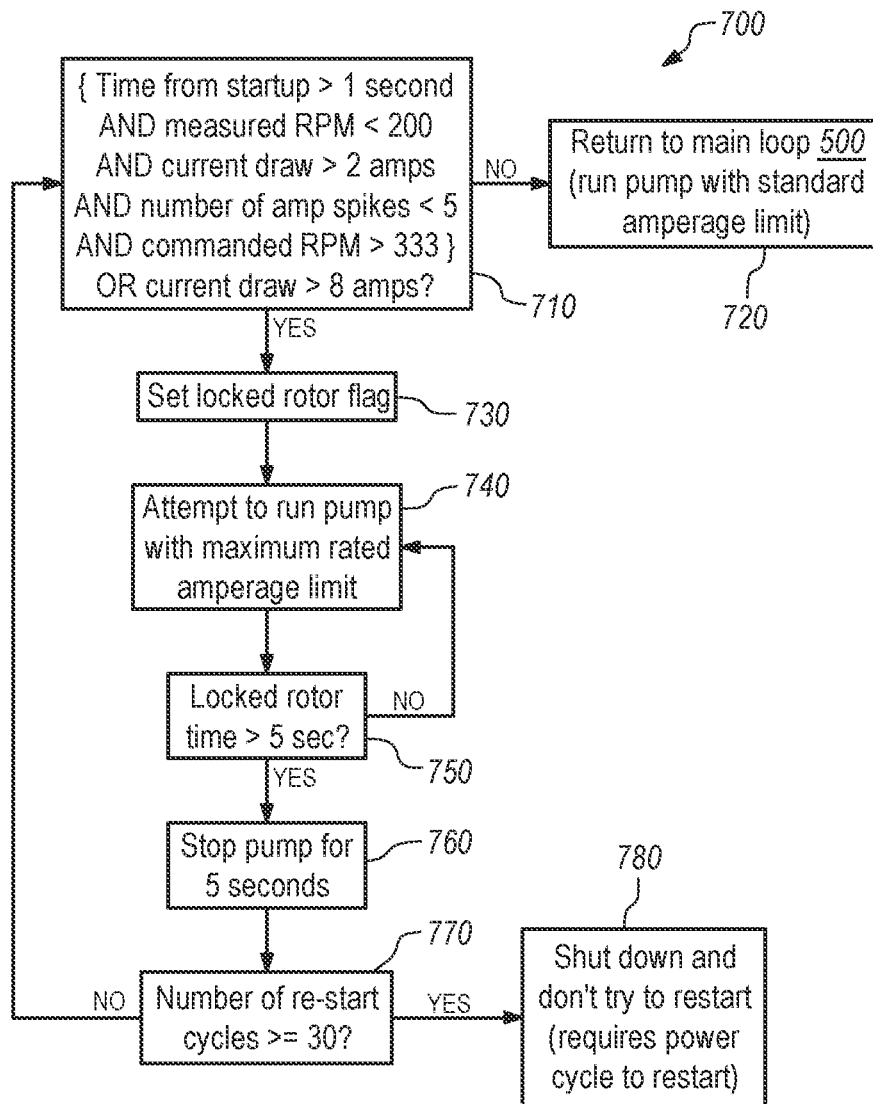 700
{ Time from startup > 1 second
AND measured RPM < 200
AND current draw > 2 amps
AND number of amp spikes < 5
AND commanded RPM > 333 }
OR current draw > 8 amps?
710
NO
Return to main loop 500
(run pump with standard
amperage limit)
720
YES
Set locked rotor flag
730
740
Attempt to run pump
with maximum rated
amperage limit
Locked rotor
time > 5 sec?
NO
750
YES
Stop pump for
5 seconds
760
770
Number of re-start
cycles >= 30?
NO
YES
780
Shut down and
don't try to restart
(requires power
cycle to restart)